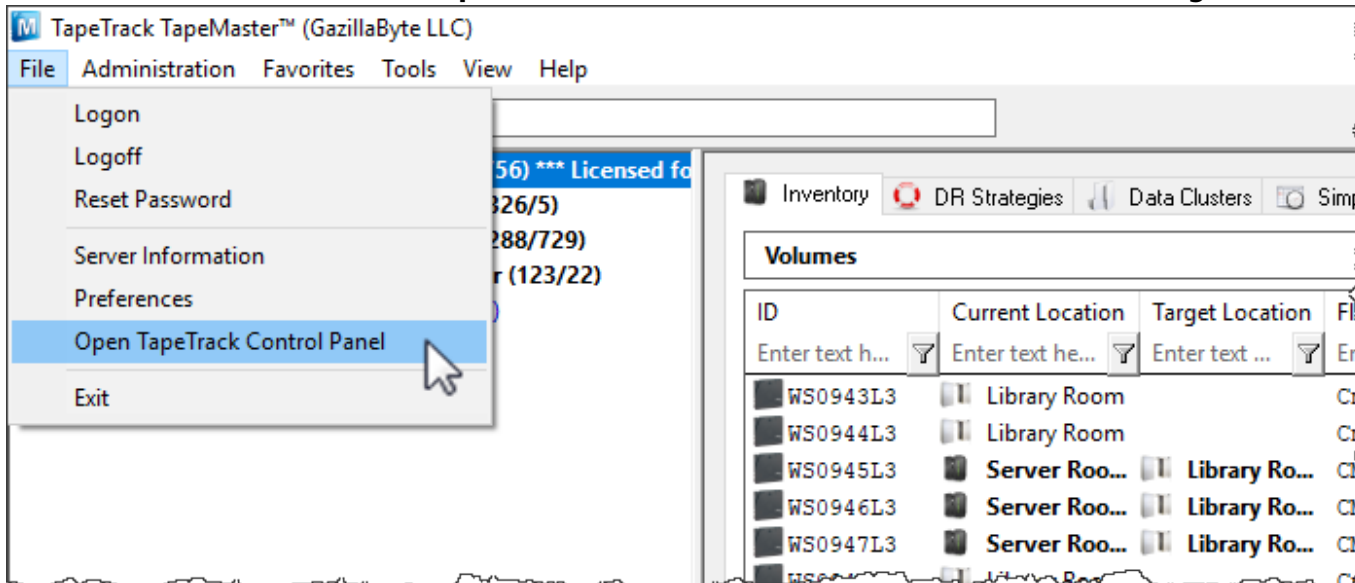 TapeTrack TapeMaster™ (GazillaByte LLC)
File Administration Favorites Tools View Help
Logon
Logoff
Reset Password
Server Information
Preferences
Open TapeTrack Control Panel
Exit
56) *** Licensed fo
326/5)
288/729)
r (123/22)
)
Inventory DR Strategies Data Clusters Simp
Volumes
ID Current Location Target Location Fl
Enter text h... Enter text he... Enter text ... Er
WS0943L3 Library Room
WS0944L3 Library Room
WS0945L3 Server Roo... Library Ro...
WS0946L3 Server Roo... Library Ro...
WS0947L3 Server Roo... Library Ro...